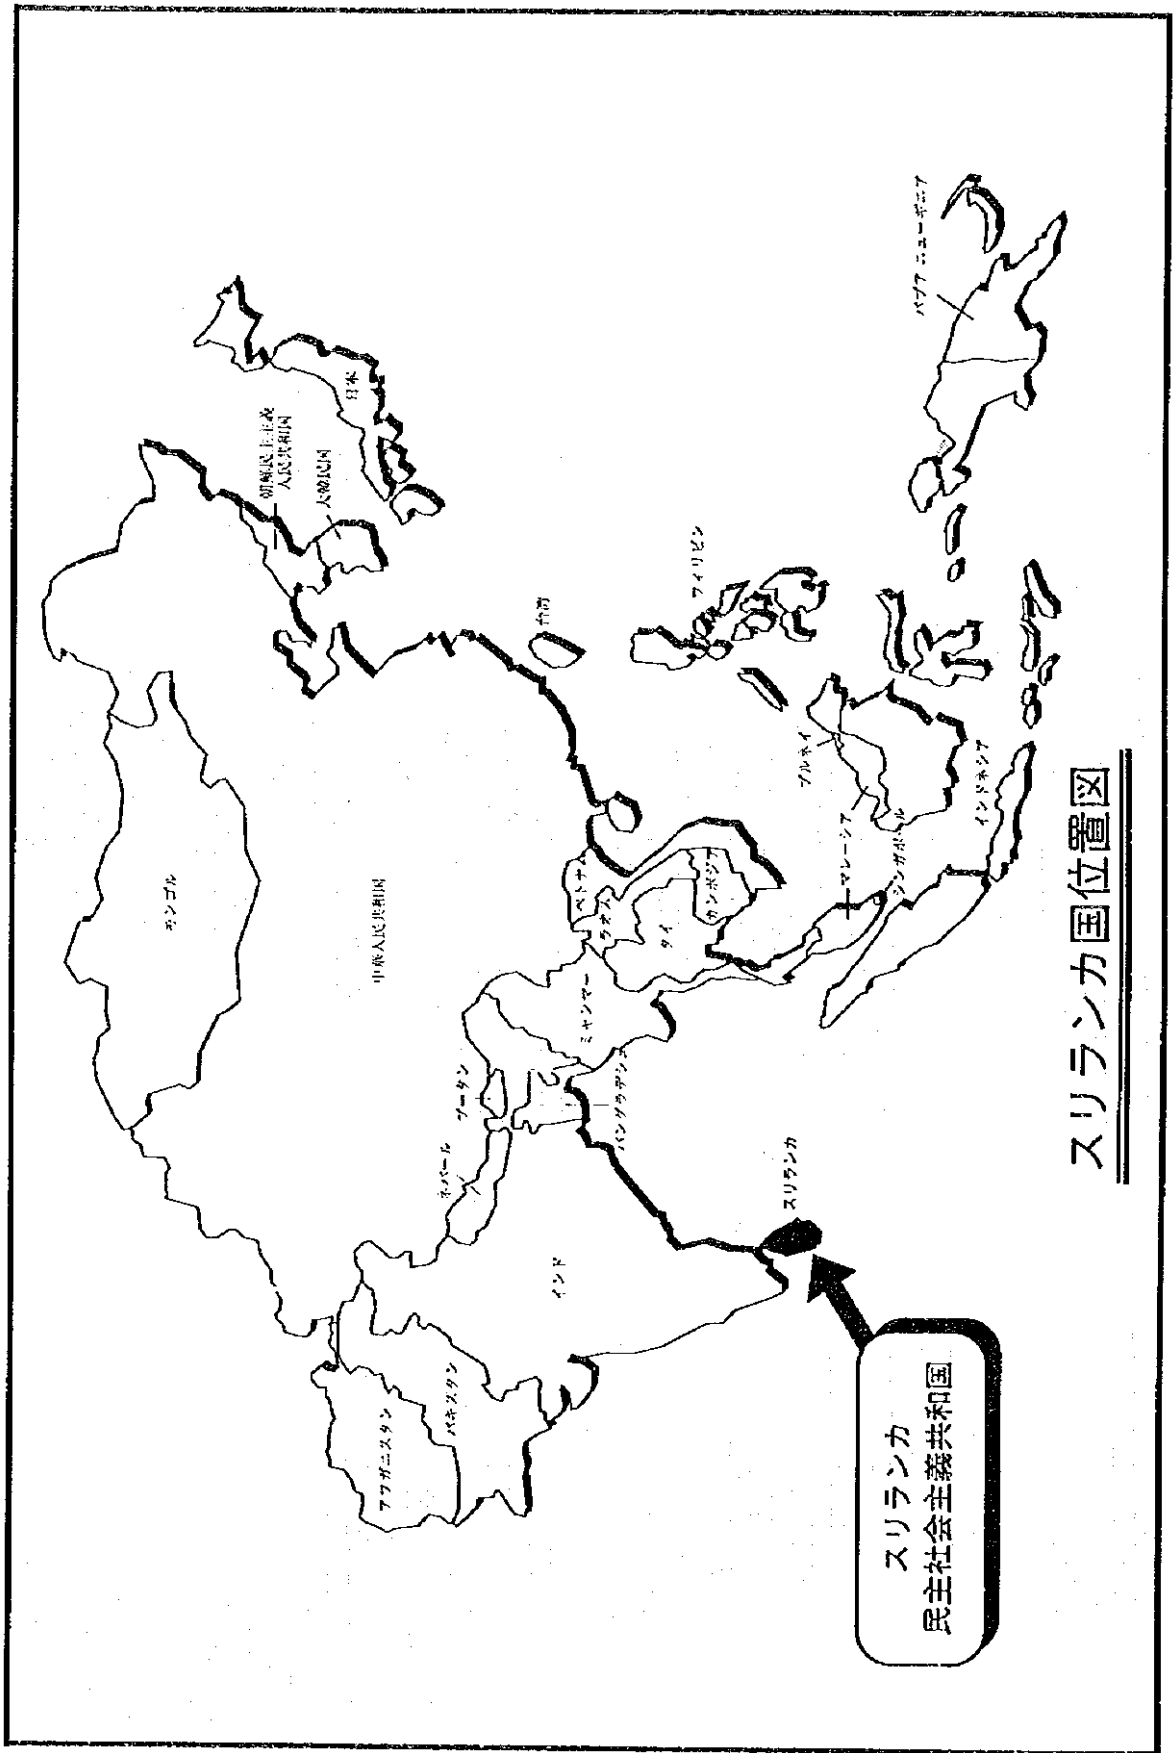 モンゴル
中華人民共和国
朝鮮民主主義
人民共和国
大韓民国
日本
台湾
フィリピン
アフガニスタン
パキスタン
ネパール
ブータン
インド
バングラデシュ
ミャンマー
ベトナム
ラオス
タイ
カンボジア
ブルネイ
マレーシア
シンガポール
インドネシア
パプアニューギニア
スリランカ
スリランカ
民主社会主義共和国
スリランカ国位置図